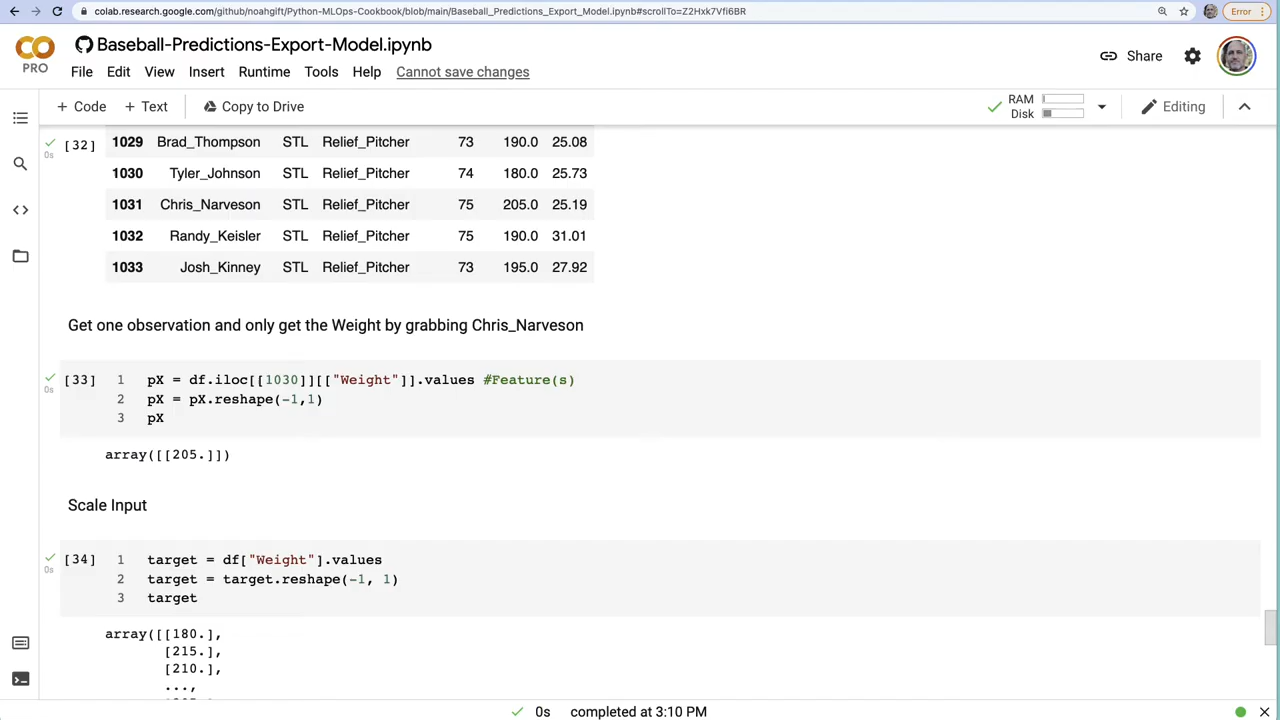 colab.research.google.com/github/noahgift/Python-MLOps-Cookbook/blob/main/Baseball_Predictions_Export_Model.ipynb#scrollTo=Z2Hxk7Vfi6BR
Error
PRO
Baseball-Predictions-Export-Model.ipynb
Share
File Edit View Insert Runtime Tools Help Cannot save changes
+ Code + Text Copy to Drive
RAM
Disk
Editing
[32] 1029 Brad_Thompson STL Relief_Pitcher 73 190.0 25.08
0s
1030 Tyler_Johnson STL Relief_Pitcher 74 180.0 25.73
1031 Chris_Narveson STL Relief_Pitcher 75 205.0 25.19
1032 Randy_Keisler STL Relief_Pitcher 75 190.0 31.01
1033 Josh_Kinney STL Relief_Pitcher 73 195.0 27.92
Get one observation and only get the Weight by grabbing Chris_Narveson
[33] 1 pX = df.iloc[[1030]][["Weight"]].values #Feature(s)
0s
2 pX = pX.reshape(-1,1)
3 pX
array([[205.]])
Scale Input
[34] 1 target = df["Weight"].values
0s
2 target = target.reshape(-1, 1)
3 target
array([[180.],
[215.],
[210.],
...,
0s completed at 3:10 PM